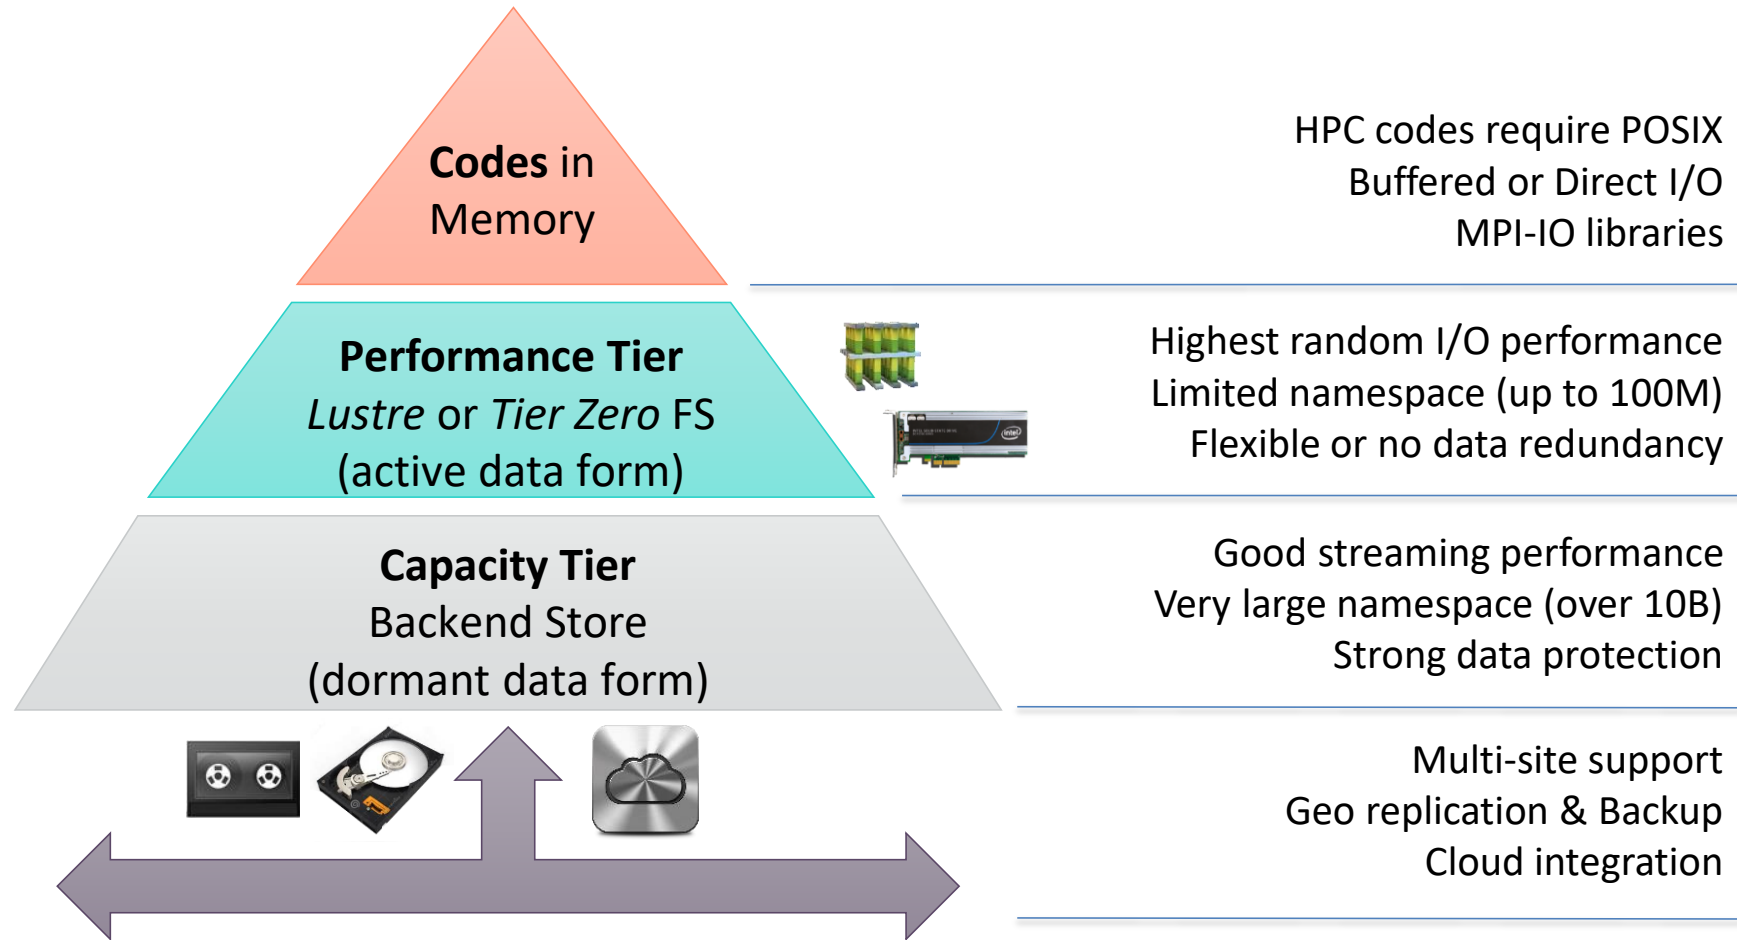 Codes in
Memory
HPC codes require POSIX
Buffered or Direct I/O
MPI-IO libraries
Performance Tier
Lustre or Tier Zero FS
(active data form)
Highest random I/O performance
Limited namespace (up to 100M)
Flexible or no data redundancy
intel
Capacity Tier
Backend Store
(dormant data form)
Good streaming performance
Very large namespace (over 10B)
Strong data protection
Multi-site support
Geo replication & Backup
Cloud integration